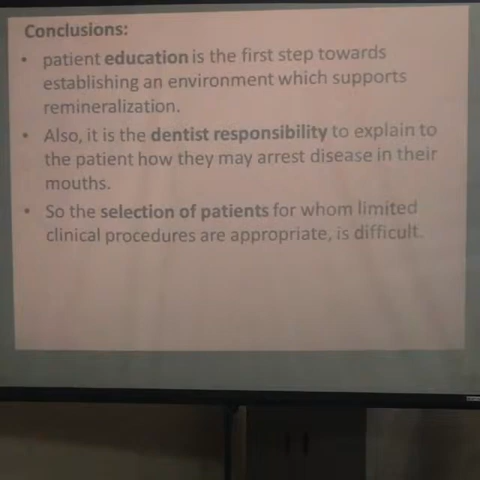 Conclusions:
• patient education is the first step towards
establishing an environment which supports
remineralization.
• Also, it is the dentist responsibility to explain to
the patient how they may arrest disease in their
mouths.
• So the selection of patients for whom limited
clinical procedures are appropriate, is difficult.